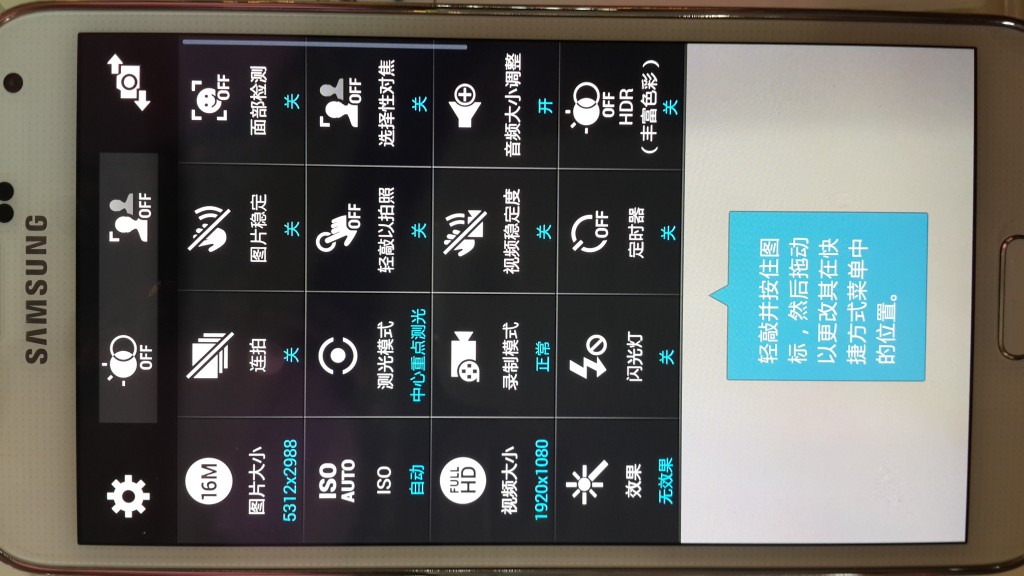 SAMSUNG
OFF
OFF
16M
图片大小
5312x2988
连拍
关
图片稳定
关
OFF
面部检测
关
ISO
AUTO
ISO
自动
测光模式
中心重点测光
OFF
轻敲以拍照
关
OFF
选择性对焦
关
FULL
HD
视频大小
1920x1080
录制模式
正常
视频稳定度
关
音频大小调整
开
效果
无效果
闪光灯
关
OFF
定时器
关
OFF
HDR
（丰富色彩）
关
轻敲并按住图
标，然后拖动
以更改其在快
捷方式菜单中
的位置。